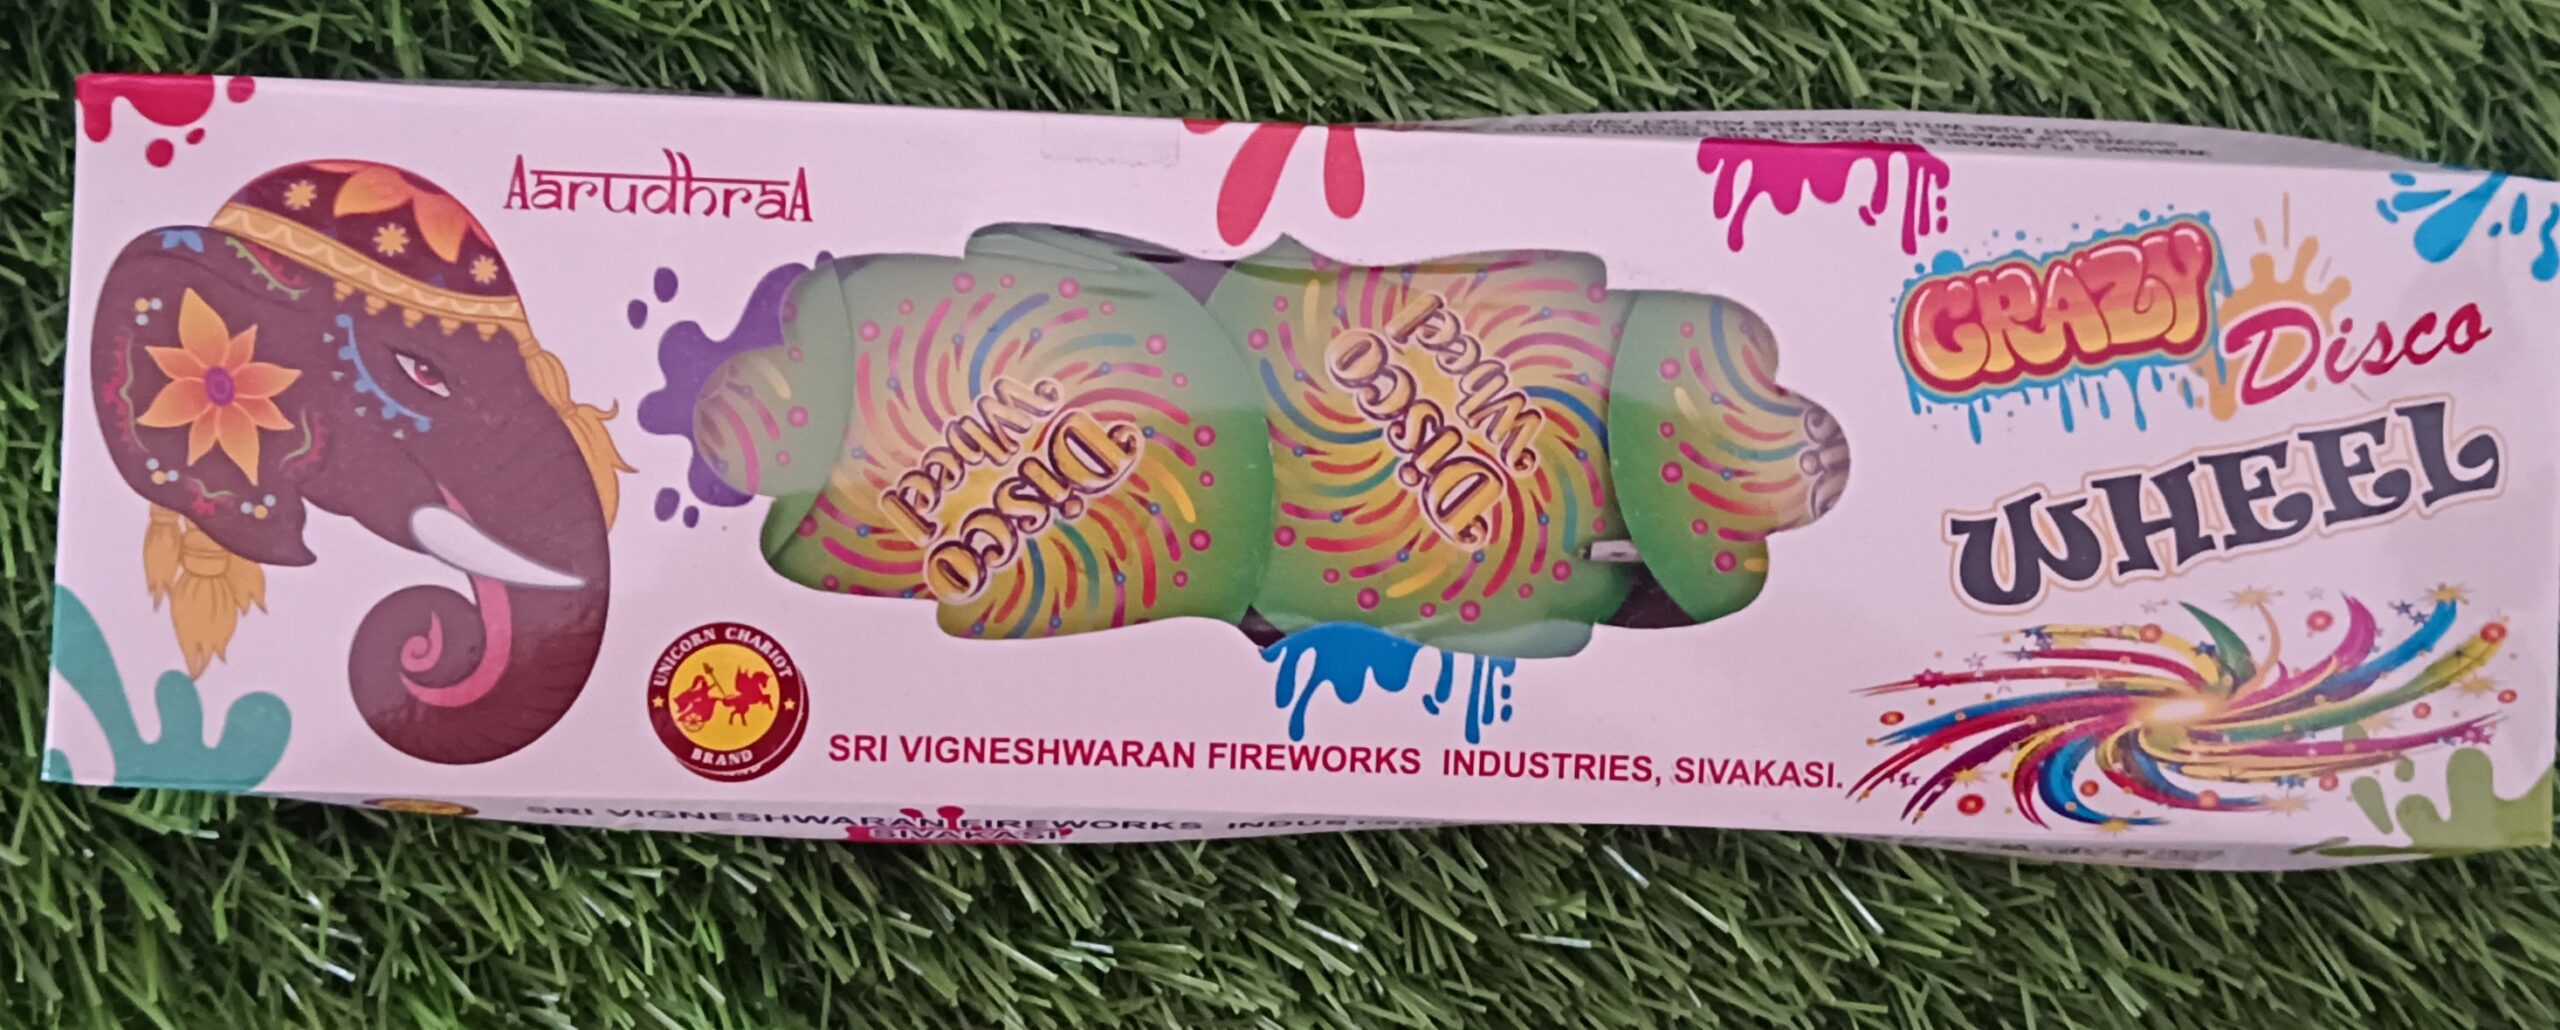 AarudhraA
CRAZY
Disco
WHEEL
Disco
Wheel
Disco
Wheel
UNICORN CHARIOT
BRAND
SRI VIGNESHWARAN FIREWORKS INDUSTRIES, SIVAKASI.
SRI VIGNESHWARAN FIREWORKS
SIVAKASI